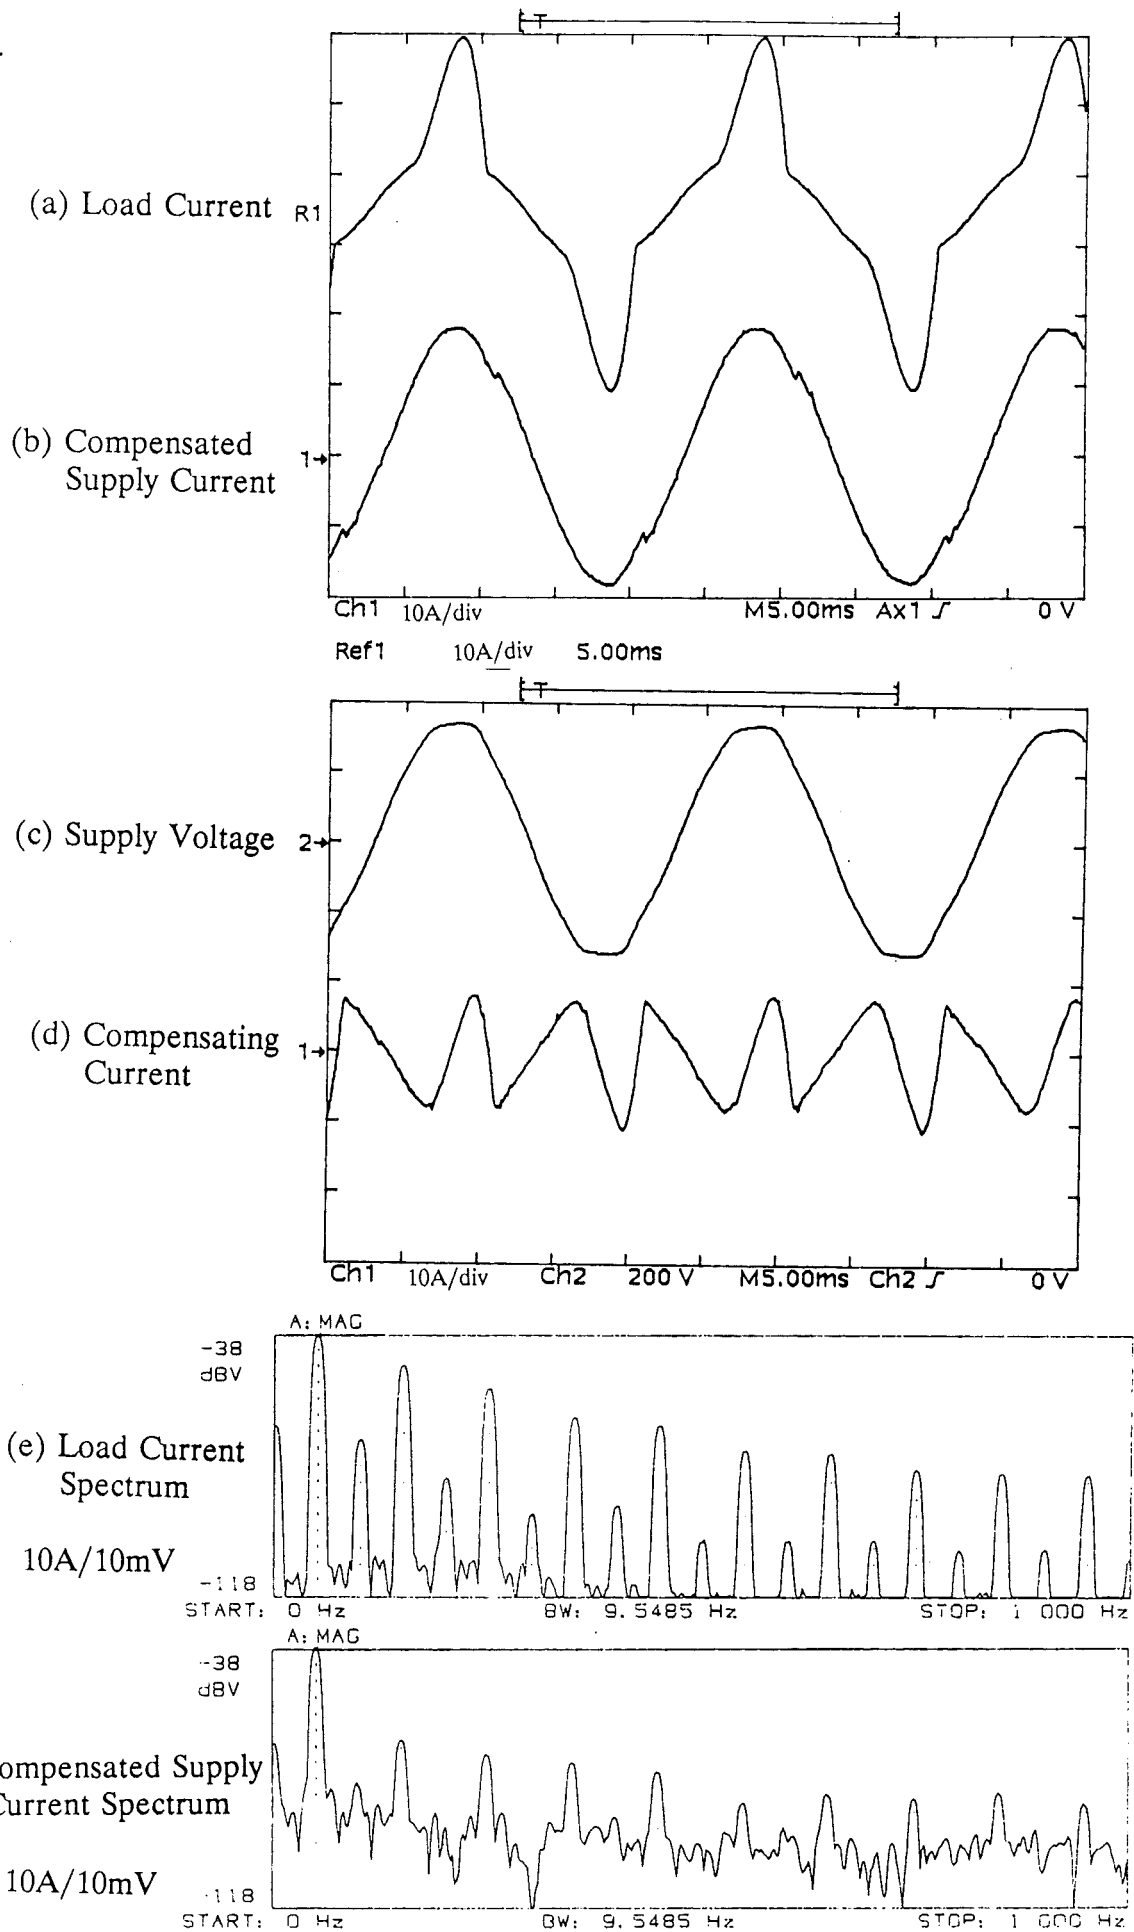 T
(a) Load Current R1
(b) Compensated
Supply Current
1→
Ch1 10A/div M5.00ms Ax1 ƒ 0 V
Ref1 10A/div 5.00ms
T
(c) Supply Voltage 2→
(d) Compensating
Current
1→
Ch1 10A/div Ch2 200 V M5.00ms Ch2 ƒ 0 V
A: MAG
-38
dBV
(e) Load Current
Spectrum
10A/10mV
-118
START: 0 Hz BW: 9.5485 Hz STOP: 1 000 Hz
A: MAG
-38
dBV
ompensated Supply
Current Spectrum
10A/10mV
-118
START: 0 Hz BW: 9.5485 Hz STOP: 1 000 Hz